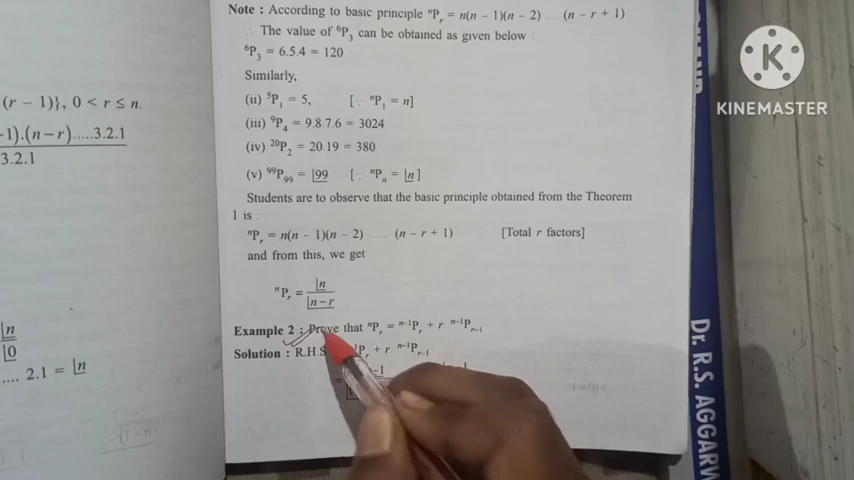 (r − 1)}, 0 < r ≤ n.
−1).(n−r).....3.2.1
3.2.1
|n
|0
.... 2.1 = |n
Note : According to basic principle ⁿPᵣ = n(n − 1)(n − 2) .... (n − r + 1)
∴ The value of ⁶P₃ can be obtained as given below :
⁶P₃ = 6.5.4 = 120
Similarly,
(ii) ⁵P₁ = 5, [∵ ⁿP₁ = n]
(iii) ⁹P₄ = 9.8.7.6 = 3024
(iv) ²⁰P₂ = 20.19 = 380
(v) ⁹⁹P₉₉ = |99 [∵ ⁿPₙ = |n]
Students are to observe that the basic principle obtained from the Theorem
1 is :
ⁿPᵣ = n(n − 1)(n − 2) ...... (n − r + 1) [Total r factors]
and from this, we get
ⁿPᵣ = |n
|n−r
Example 2 : Prove that ⁿPᵣ = ⁿ⁻¹Pᵣ + r ⁿ⁻¹Pᵣ₋₁
Solution : R.H.S Pᵣ + r ⁿ⁻¹Pᵣ₋₁
KINEMASTER
Dr. R.S. AGGARW